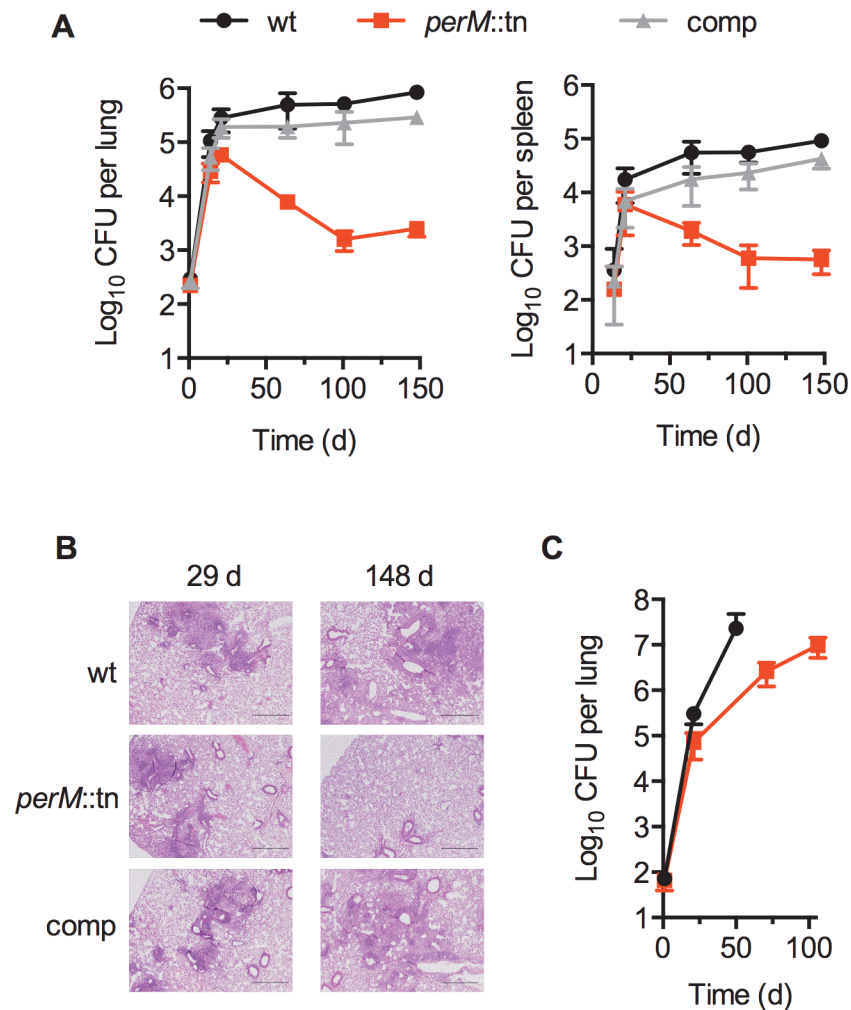 A
wt
perM::tn
comp
Log10 CFU per lung
6
5
4
3
2
1
0 50 100 150
Time (d)
Log10 CFU per spleen
6
5
4
3
2
1
0 50 100 150
Time (d)
B
29 d 148 d
wt
perM::tn
comp
C
Log10 CFU per lung
8
7
6
5
4
3
2
1
0 50 100
Time (d)